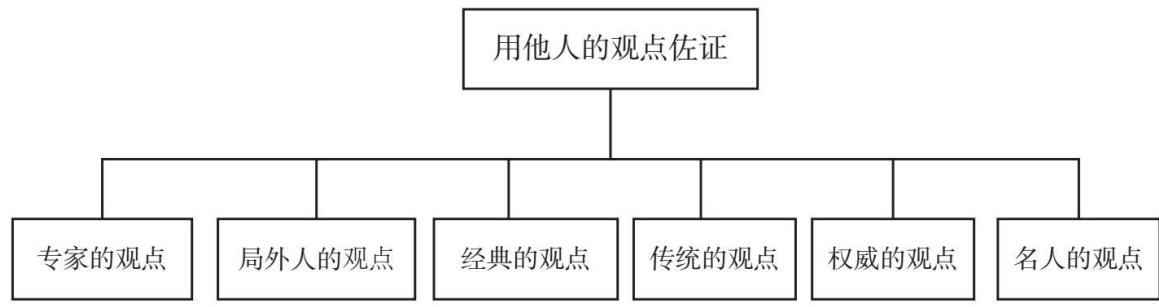 用他人的观点佐证
专家的观点
局外人的观点
经典的观点
传统的观点
权威的观点
名人的观点